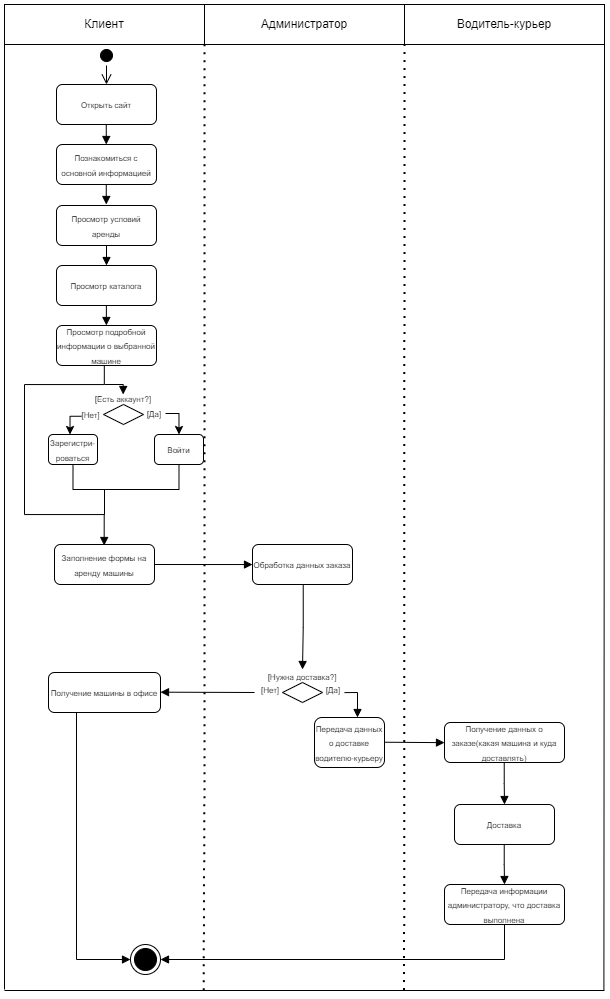 Клиент
Администратор
Водитель-курьер
Открыть сайт
Познакомиться с
основной информацией
Просмотр условий
аренды
Просмотр каталога
Просмотр подробной
информации о выбранной
машине
[Есть аккаунт?]
[Нет]
[Да]
Зарегистри-
роваться
Войти
Заполнение формы на
аренду машины
Обработка данных заказа
[Нужна доставка?]
[Нет]
[Да]
Получение машины в офисе
Передача данных
о доставке
водителю-курьеру
Получение данных о
заказе(какая машина и куда
доставлять)
Доставка
Передача информации
администратору, что доставка
выполнена